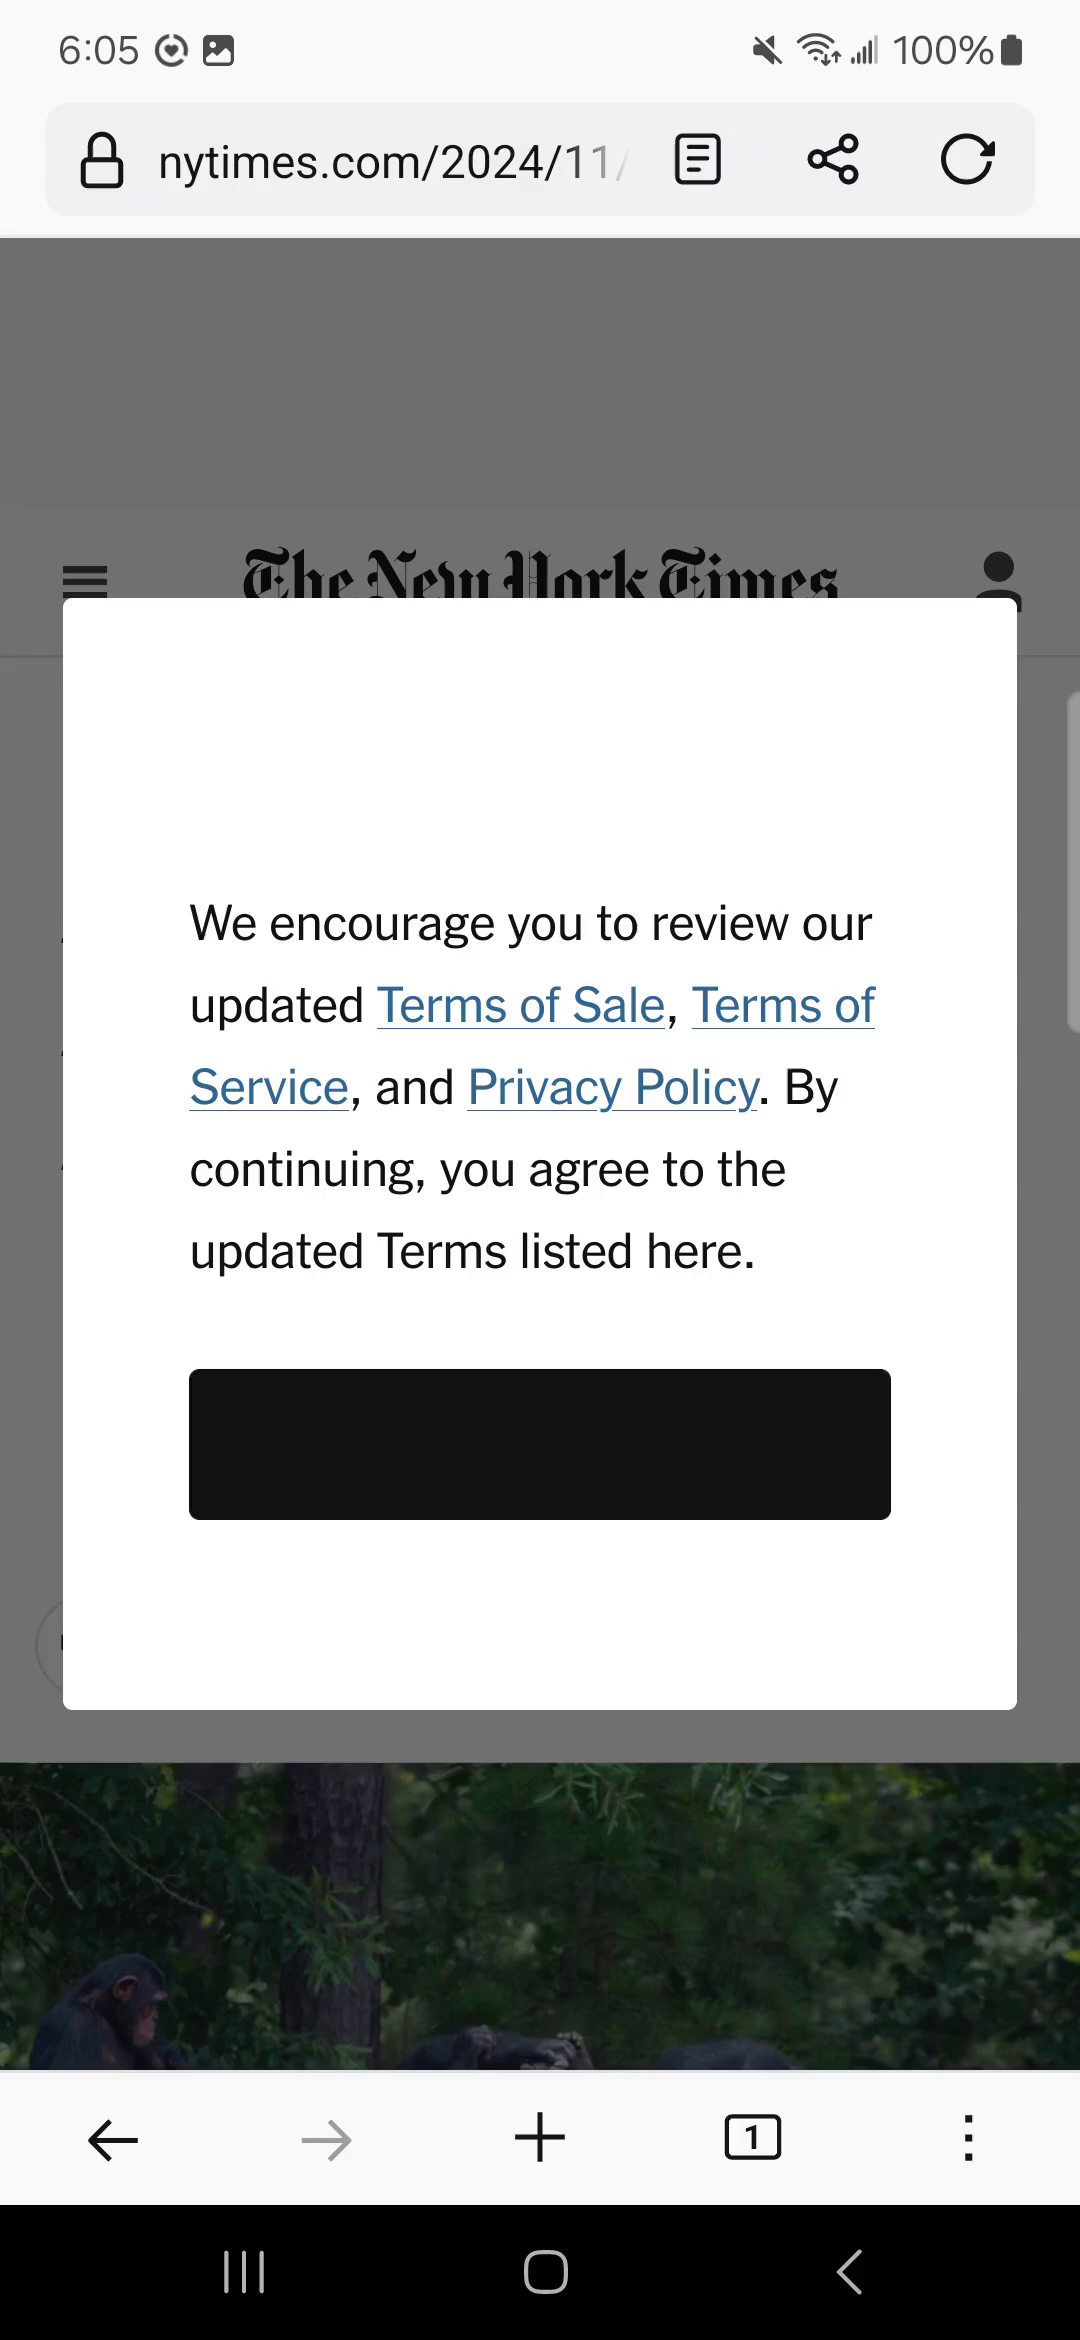 6:05 100%
nytimes.com/2024/11/
The New York Times
We encourage you to review our
updated Terms of Sale, Terms of
Service, and Privacy Policy. By
continuing, you agree to the
updated Terms listed here.
1